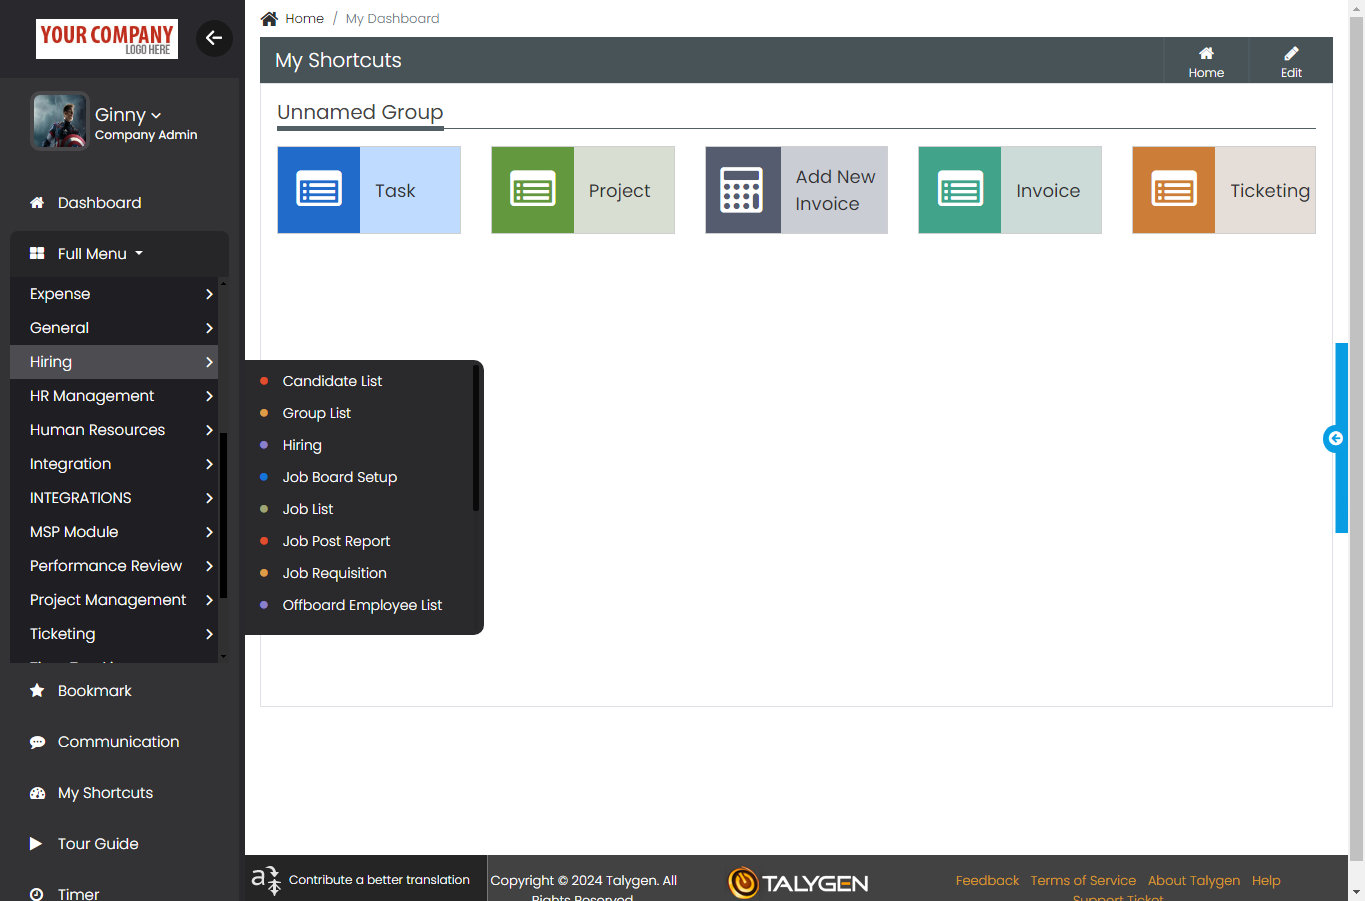 YOUR COMPANY
LOGO HERE
Ginny
Company Admin
Dashboard
Full Menu
Expense
General
Hiring
HR Management
Human Resources
Integration
INTEGRATIONS
MSP Module
Performance Review
Project Management
Ticketing
Bookmark
Communication
My Shortcuts
Tour Guide
Timer
Home / My Dashboard
My Shortcuts
Home
Edit
Unnamed Group
Task
Project
Add New
Invoice
Invoice
Ticketing
Candidate List
Group List
Hiring
Job Board Setup
Job List
Job Post Report
Job Requisition
Offboard Employee List
Contribute a better translation
Copyright © 2024 Talygen. All
Rights Reserved
TALYGEN
Feedback Terms of Service About Talygen Help
Support Ticket